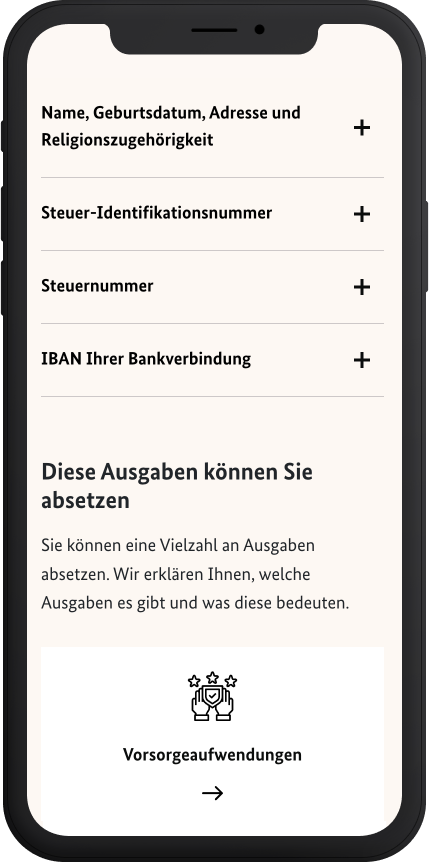 Name, Geburtsdatum, Adresse und
Religionszugehörigkeit
Steuer-Identifikationsnummer
Steuernummer
IBAN Ihrer Bankverbindung
Diese Ausgaben können Sie
absetzen
Sie können eine Vielzahl an Ausgaben
absetzen. Wir erklären Ihnen, welche
Ausgaben es gibt und was diese bedeuten.
Vorsorgeaufwendungen